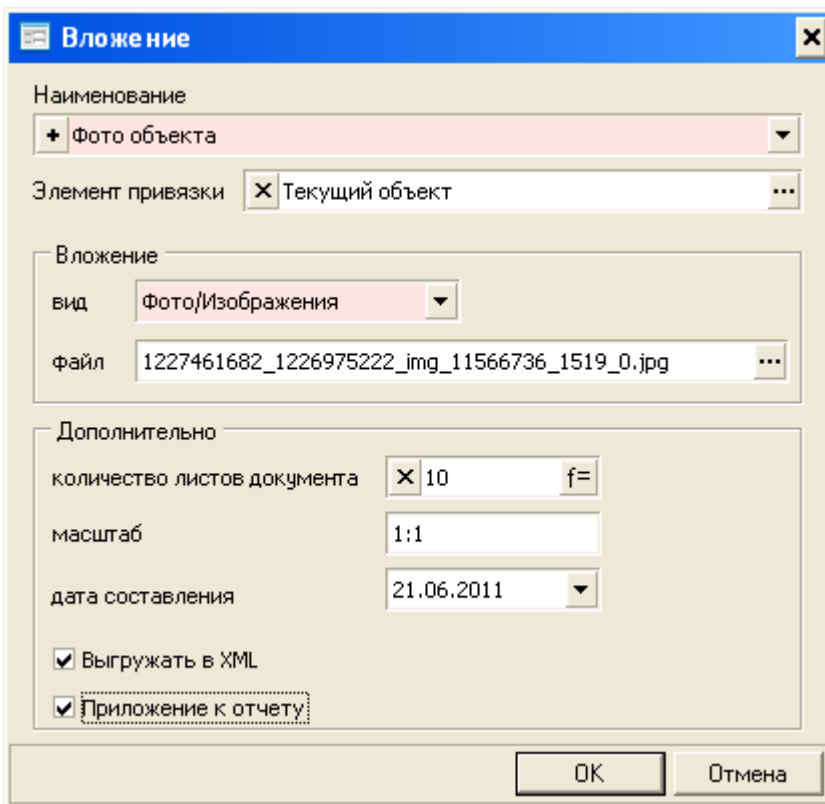 Вложение
Наименование
Фото объекта
Элемент привязки Текущий объект
Вложение
вид Фото/Изображения
файл 1227461682_1226975222_img_11566736_1519_0.jpg
Дополнительно
количество листов документа 10 f=
масштаб 1:1
дата составления 21.06.2011
Выгружать в XML
Приложение к отчету
OK Отмена